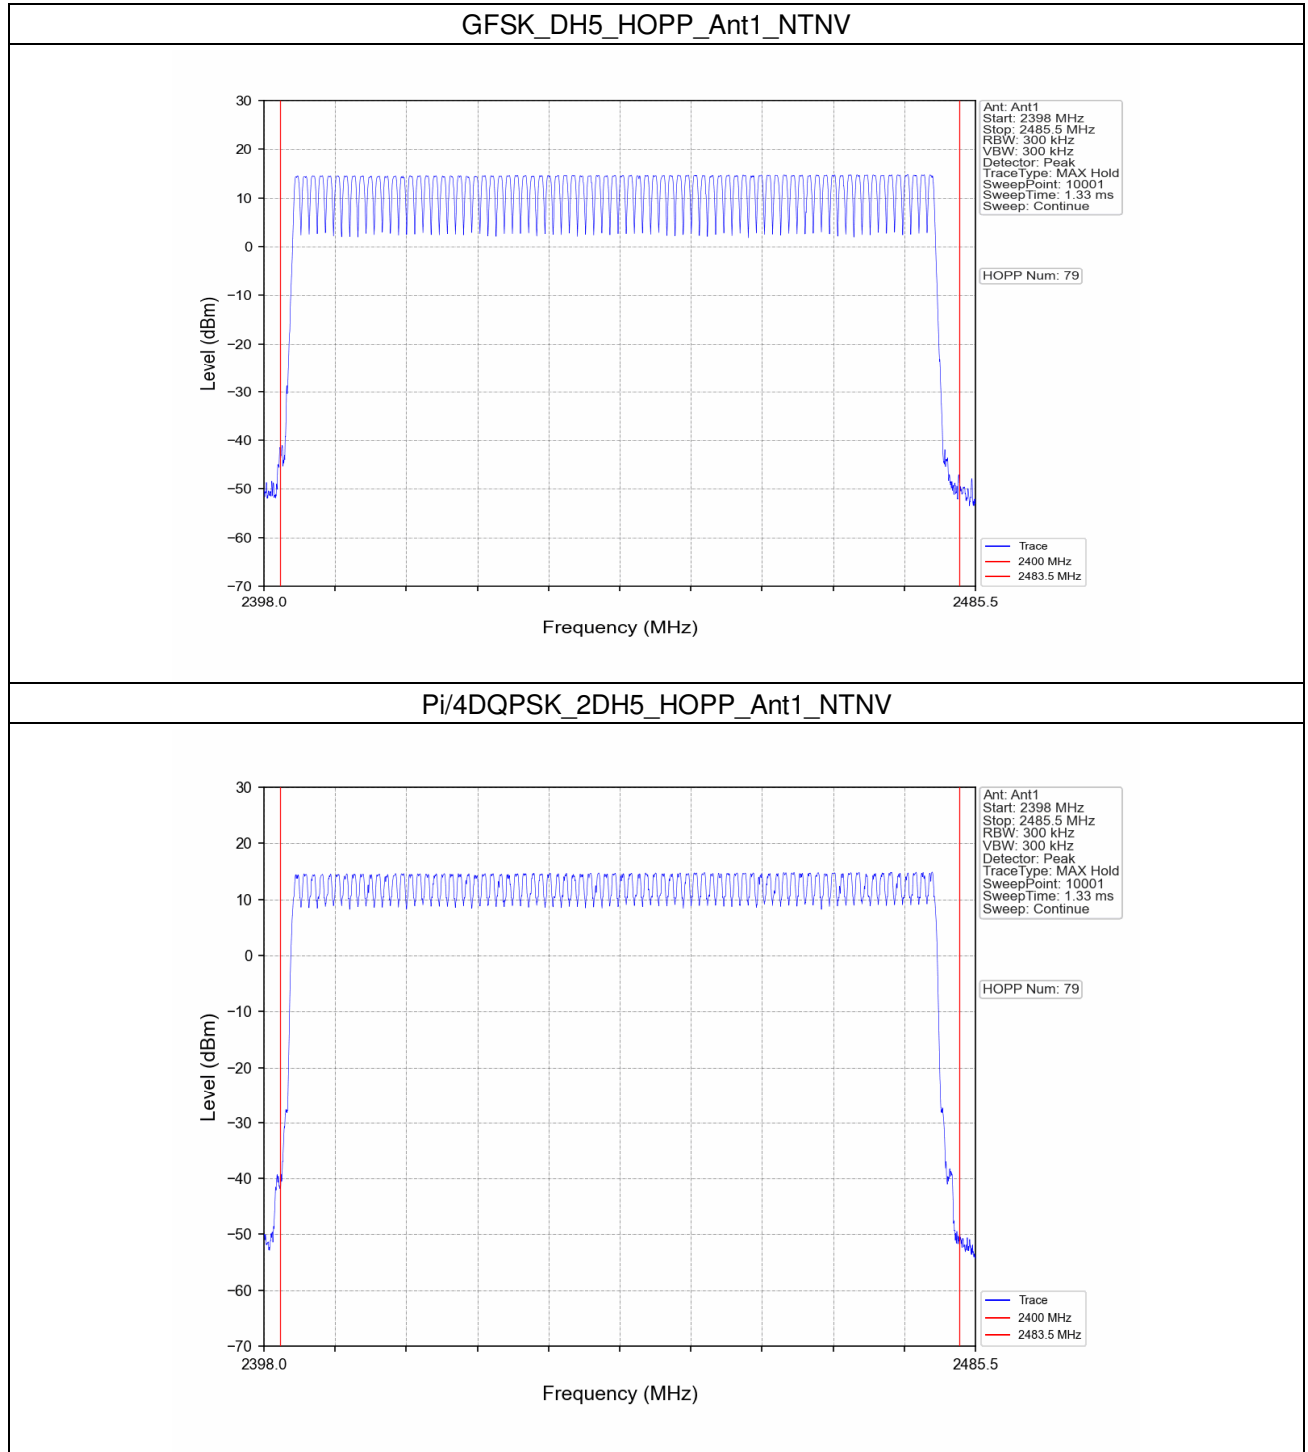 GFSK_DH5_HOPP_Ant1_NTNV
30
20
10
0
−10
−20
−30
−40
−50
−60
−70
Level (dBm)
2398.0
2485.5
Frequency (MHz)
Ant: Ant1
Start: 2398 MHz
Stop: 2485.5 MHz
RBW: 300 kHz
VBW: 300 kHz
Detector: Peak
TraceType: MAX Hold
SweepPoint: 10001
SweepTime: 1.33 ms
Sweep: Continue
HOPP Num: 79
Trace
2400 MHz
2483.5 MHz
Pi/4DQPSK_2DH5_HOPP_Ant1_NTNV
30
20
10
0
−10
−20
−30
−40
−50
−60
−70
Level (dBm)
2398.0
2485.5
Frequency (MHz)
Ant: Ant1
Start: 2398 MHz
Stop: 2485.5 MHz
RBW: 300 kHz
VBW: 300 kHz
Detector: Peak
TraceType: MAX Hold
SweepPoint: 10001
SweepTime: 1.33 ms
Sweep: Continue
HOPP Num: 79
Trace
2400 MHz
2483.5 MHz